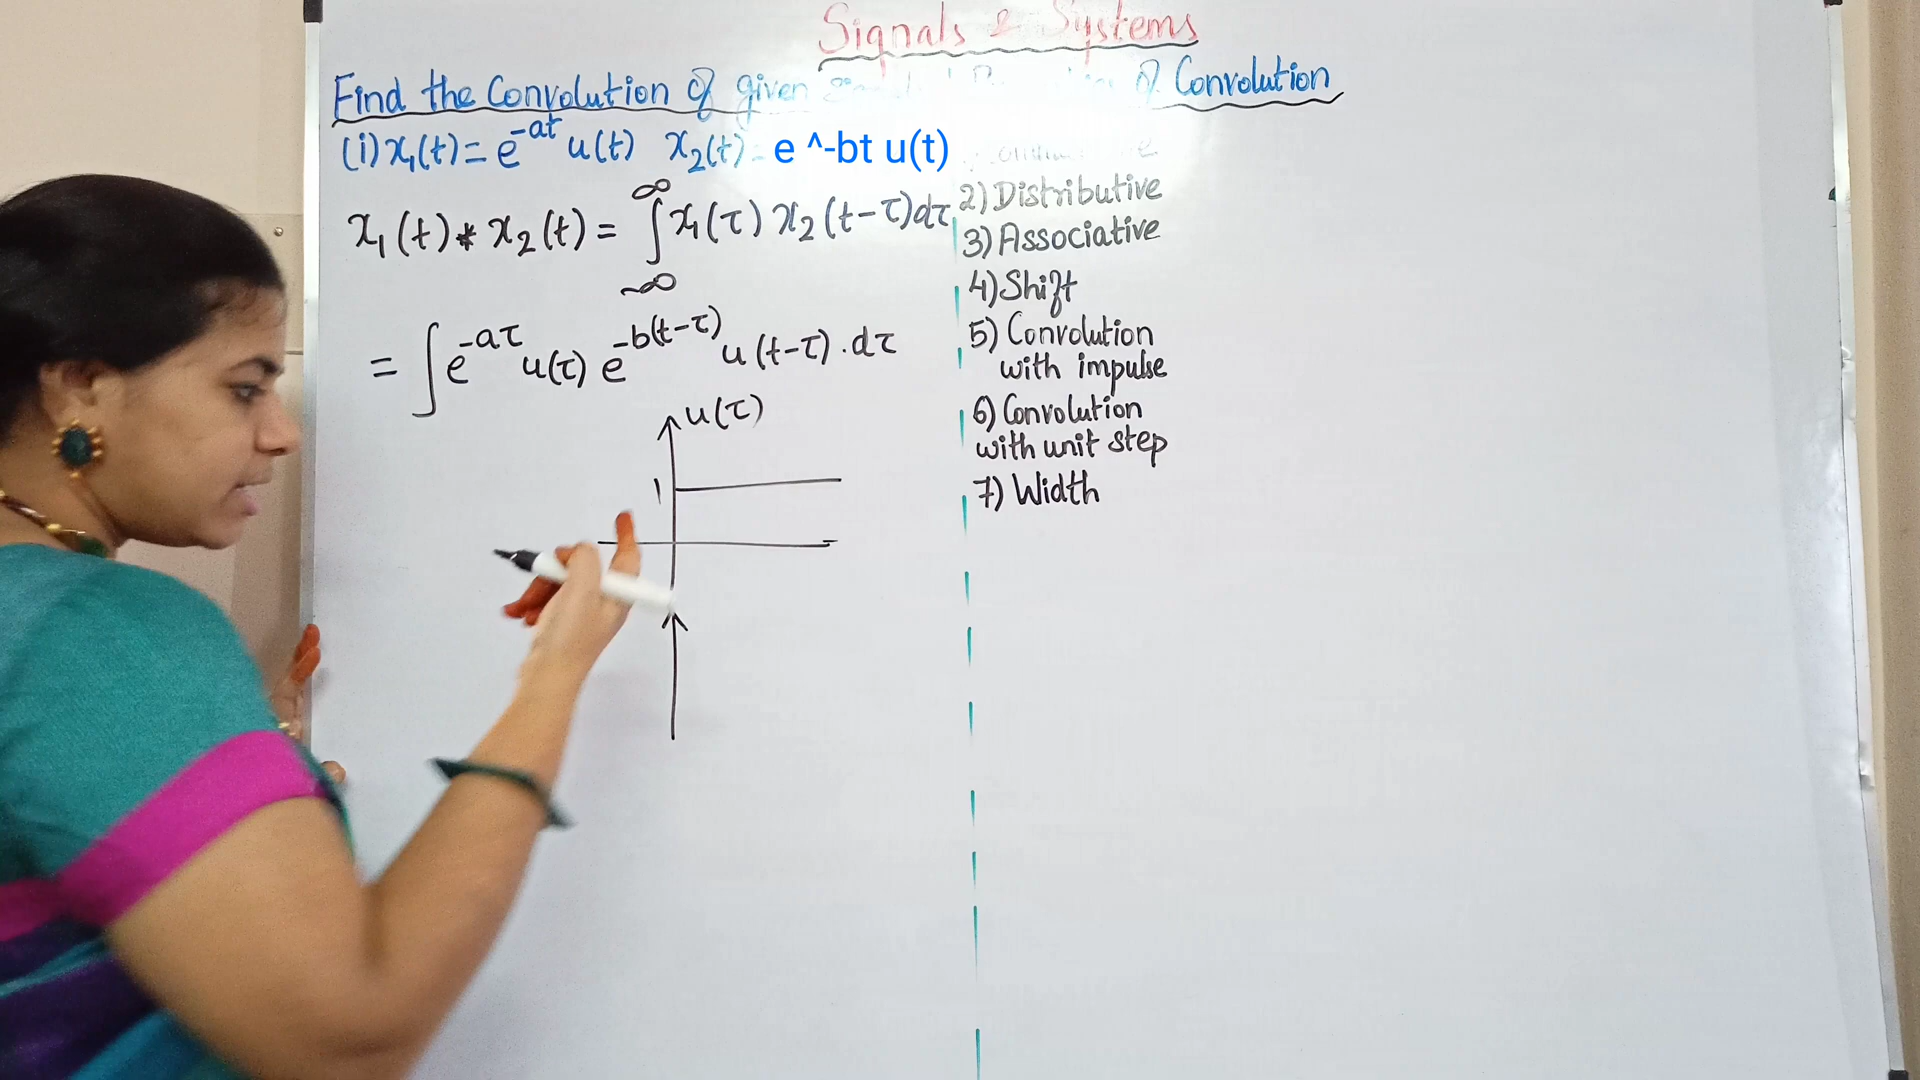 Signals & Systems
Find the Convolution of given
of Convolution
(i) x₁(t) = e^-at u(t) x₂(t) = e ^-bt u(t)
x₁(t) * x₂(t) = ∫_-∞^∞ x₁(τ) x₂(t-τ)dτ
= ∫ e^-aτ u(τ) e^-b(t-τ) u(t-τ).dτ
u(τ)
1
2) Distributive
3) Associative
4) Shift
5) Convolution
with impulse
6) Convolution
with unit step
7) Width